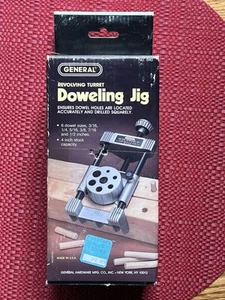 GENERAL
REVOLVING TURRET
Doweling Jig
ENSURES DOWEL HOLES ARE LOCATED
ACCURATELY AND DRILLED SQUARELY.
• 6 dowel sizes, 3/16,
1/4, 5/16, 3/8, 7/16
and 1/2 inches.
• 4 inch stock
capacity.
MADE IN U.S.A.
GENERAL HARDWARE MFG. CO., INC. • NEW YORK, NY 10013